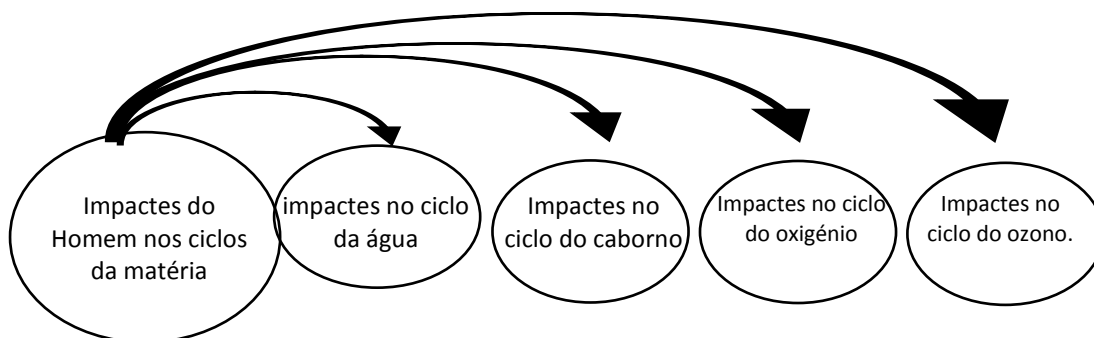 Impactes do
Homem nos ciclos
da matéria
impactes no ciclo
da água
Impactes no
ciclo do caborno
Impactes no ciclo
do oxigénio
Impactes no
ciclo do ozono.